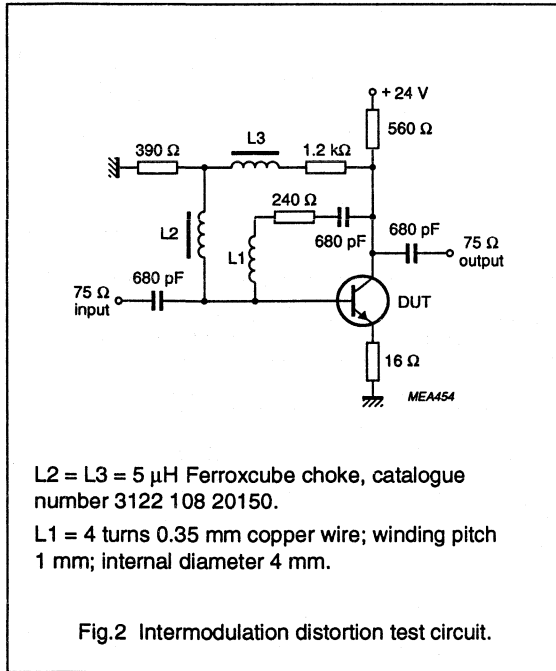 + 24 V
560 Ω
390 Ω
L3
1.2 kΩ
240 Ω
L2
L1
680 pF
680 pF
75 Ω
output
680 pF
75 Ω
input
DUT
16 Ω
MEA454
L2 = L3 = 5 μH Ferroxcube choke, catalogue
number 3122 108 20150.
L1 = 4 turns 0.35 mm copper wire; winding pitch
1 mm; internal diameter 4 mm.
Fig.2 Intermodulation distortion test circuit.